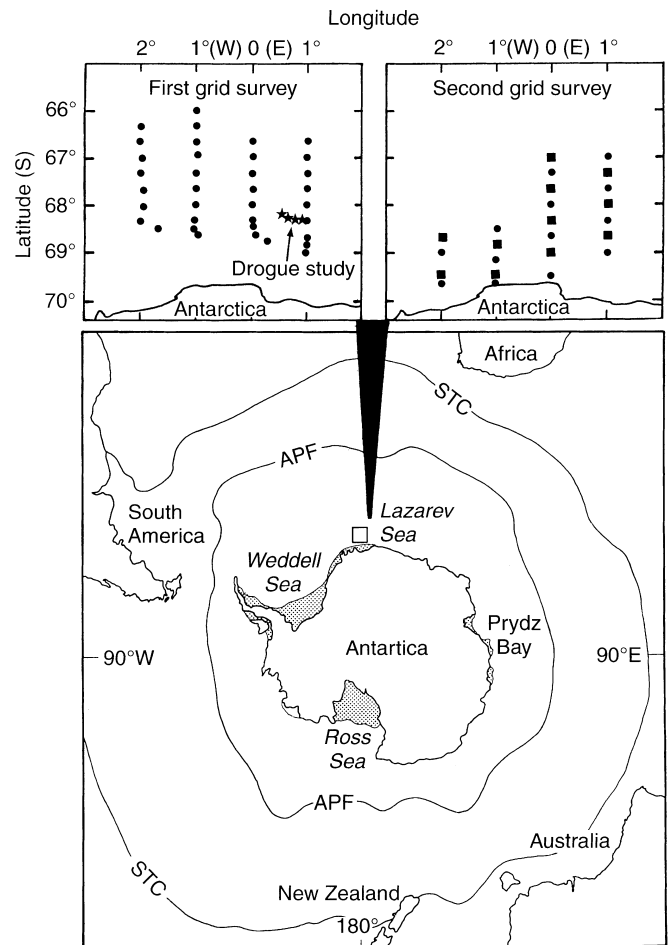 Longitude
2° 1°(W) 0 (E) 1° 2° 1°(W) 0 (E) 1°
First grid survey
Second grid survey
Latitude (S)
66°
67°
68°
69°
70°
Drogue study
Antarctica
Antarctica
Africa
STC
APF
South
America
Lazarev
Sea
Weddell
Sea
Prydz
Bay
90°W
Antartica
90°E
Ross
Sea
APF
STC
Australia
New Zealand
180°